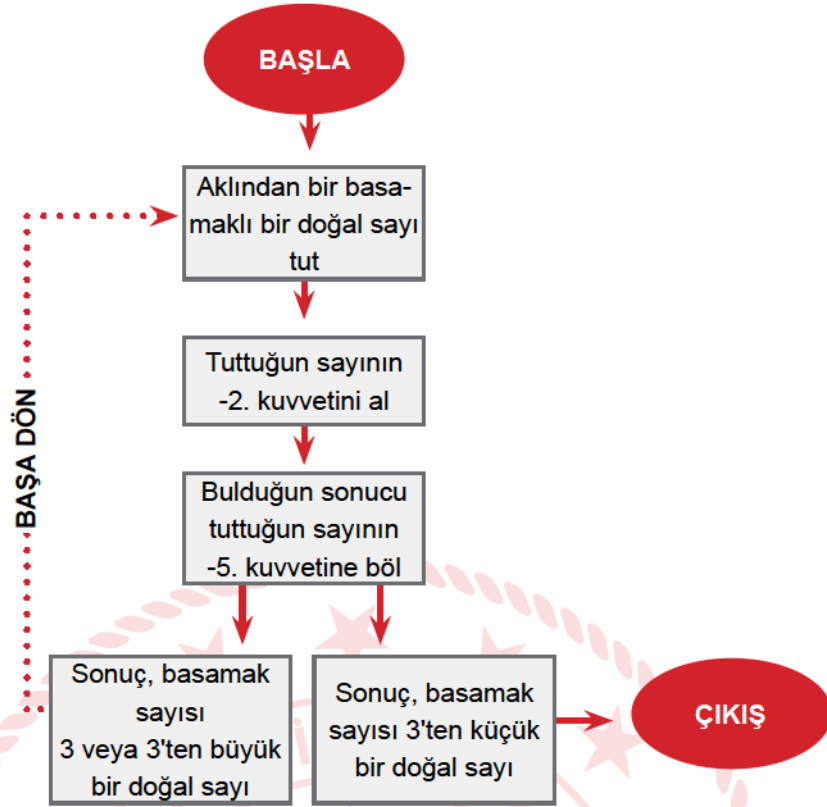 BAŞLA
Aklından bir basa-
maklı bir doğal sayı
tut
Tuttuğun sayının
-2. kuvvetini al
Bulduğun sonucu
tuttuğun sayının
-5. kuvvetine böl
BAŞA DÖN
Sonuç, basamak
sayısı
3 veya 3'ten büyük
bir doğal sayı
Sonuç, basamak
sayısı 3'ten küçük
bir doğal sayı
ÇIKIŞ